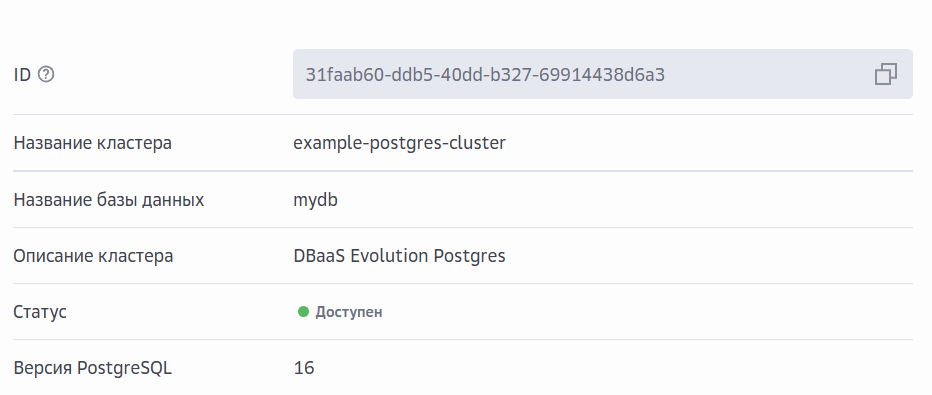 ID
31faab60-ddb5-40dd-b327-69914438d6a3
Название кластера
example-postgres-cluster
Название базы данных
mydb
Описание кластера
DBaaS Evolution Postgres
Статус
Доступен
Версия PostgreSQL
16